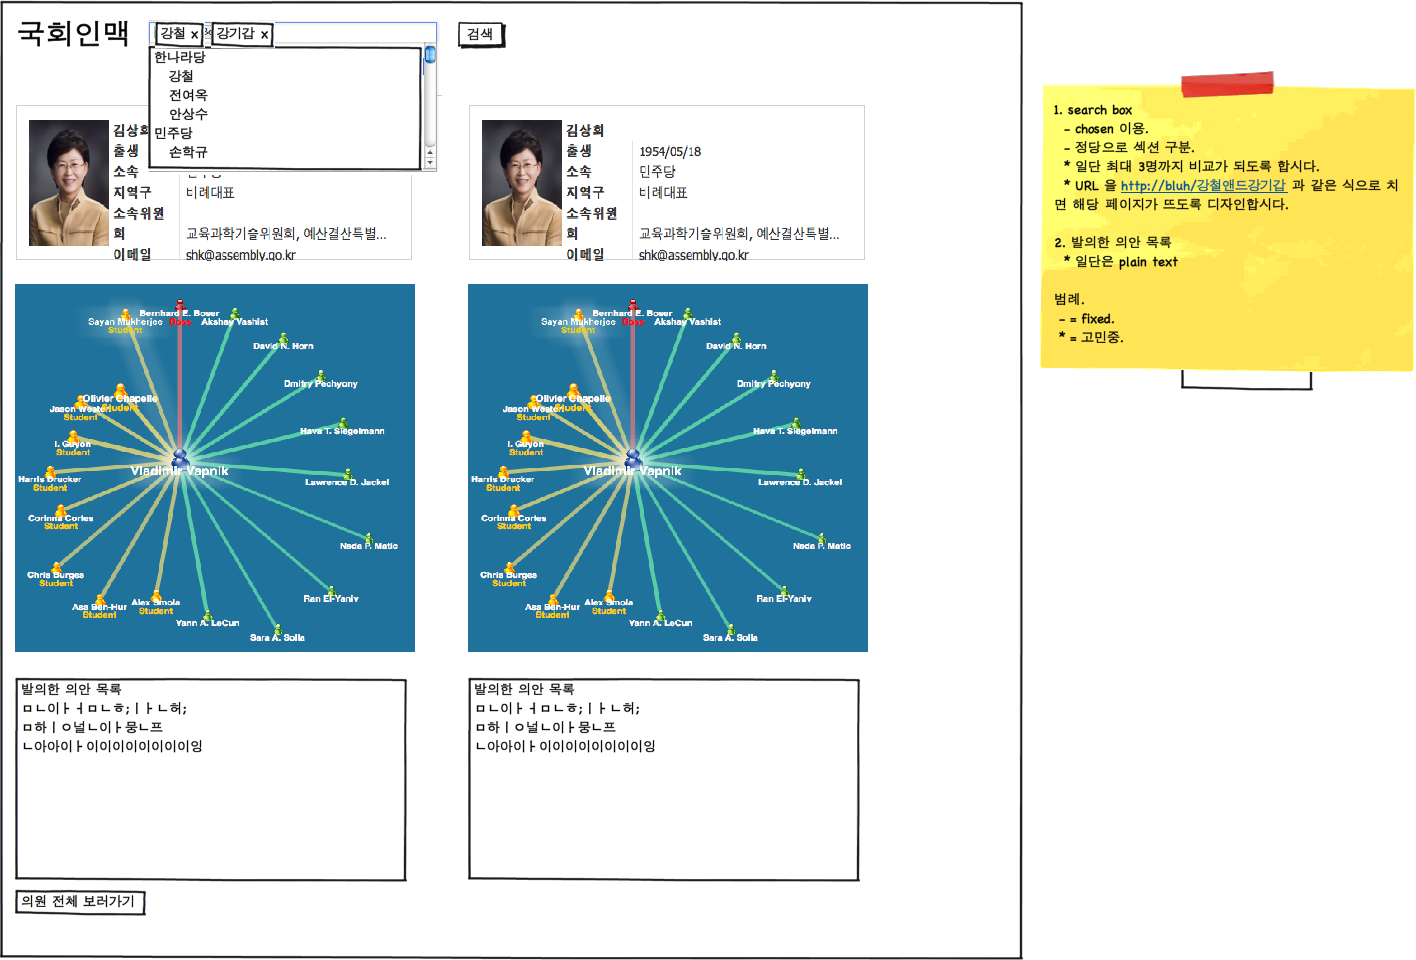 국회인맥
강철 x
강기갑 x
검색
한나라당
강철
전여옥
안상수
민주당
손학규
김상희
출생
소속
지역구 비례대표
소속위원
회 교육과학기술위원회, 예산결산특별...
이메일 shk@assembly.go.kr
김상희
출생 1954/05/18
소속 민주당
지역구 비례대표
소속위원
회 교육과학기술위원회, 예산결산특별...
이메일 shk@assembly.go.kr
Bernhard E. Boser
Boss
Sayan Mukherjee
Student
Akshay Vashist
David N. Horn
Dmitry Pechyony
Olivier Chapelle
Student
Jason Weston
Student
Hava T. Siegelmann
I. Guyon
Student
Vladimir Vapnik
Harris Drucker
Student
Lawrence D. Jackel
Corinna Cortes
Student
Nada P. Matic
Chris Burges
Student
Ran El-Yaniv
Asa Ben-Hur
Student
Alex Smola
Student
Yann A. LeCun
Sara A. Solla
Bernhard E. Boser
Boss
Sayan Mukherjee
Student
Akshay Vashist
David N. Horn
Dmitry Pechyony
Olivier Chapelle
Student
Jason Weston
Student
Hava T. Siegelmann
I. Guyon
Student
Vladimir Vapnik
Harris Drucker
Student
Lawrence D. Jackel
Corinna Cortes
Student
Nada P. Matic
Chris Burges
Student
Ran El-Yaniv
Asa Ben-Hur
Student
Alex Smola
Student
Yann A. LeCun
Sara A. Solla
발의한 의안 목록
ㅁㄴ이ㅏㅓㅁㄴㅎ;ㅣㅏㄴ허;
ㅁ하ㅣㅇ널ㄴ이ㅏ뭉ㄴ프
ㄴ아아이ㅏ이이이이이이이이잉
발의한 의안 목록
ㅁㄴ이ㅏㅓㅁㄴㅎ;ㅣㅏㄴ허;
ㅁ하ㅣㅇ널ㄴ이ㅏ뭉ㄴ프
ㄴ아아이ㅏ이이이이이이이이잉
의원 전체 보러가기
1. search box
- chosen 이용.
- 정당으로 섹션 구분.
* 일단 최대 3명까지 비교가 되도록 합시다.
* URL 을 http://bluh/강철앤드강기갑 과 같은 식으로 치
면 해당 페이지가 뜨도록 디자인합시다.
2. 발의한 의안 목록
* 일단은 plain text
범례.
- = fixed.
* = 고민중.